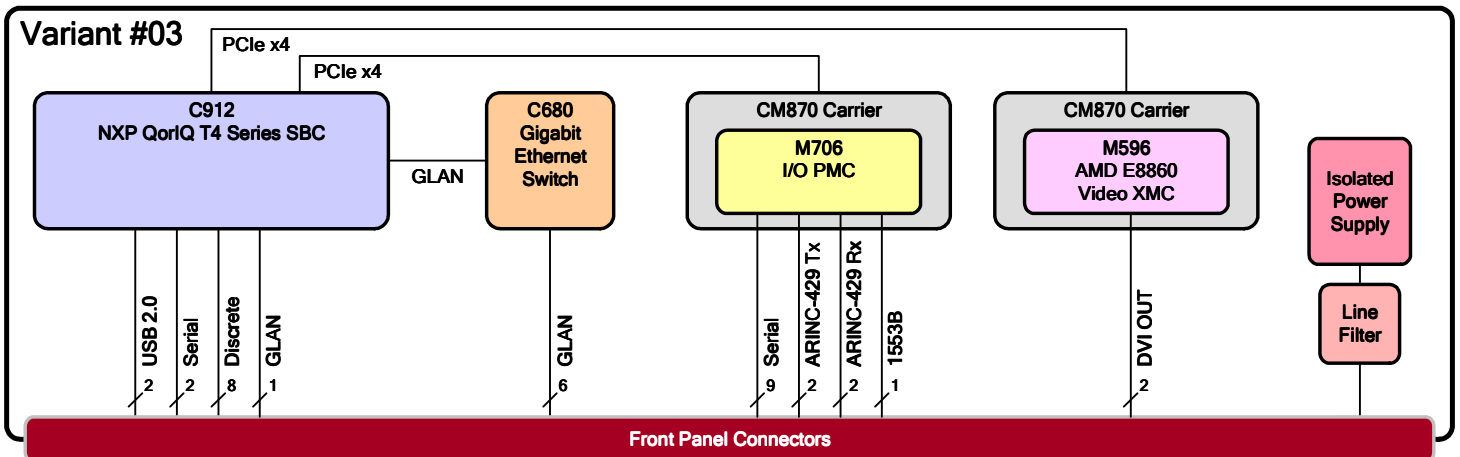 Variant #03
PCIe x4
PCIe x4
C912
NXP QorIQ T4 Series SBC
GLAN
C680
Gigabit
Ethernet
Switch
CM870 Carrier
M706
I/O PMC
CM870 Carrier
M596
AMD E8860
Video XMC
Isolated
Power
Supply
Line
Filter
USB 2.0
2
Serial
2
Discrete
8
GLAN
1
GLAN
6
Serial
9
ARINC-429 Tx
2
ARINC-429 Rx
2
1553B
1
DVI OUT
2
Front Panel Connectors